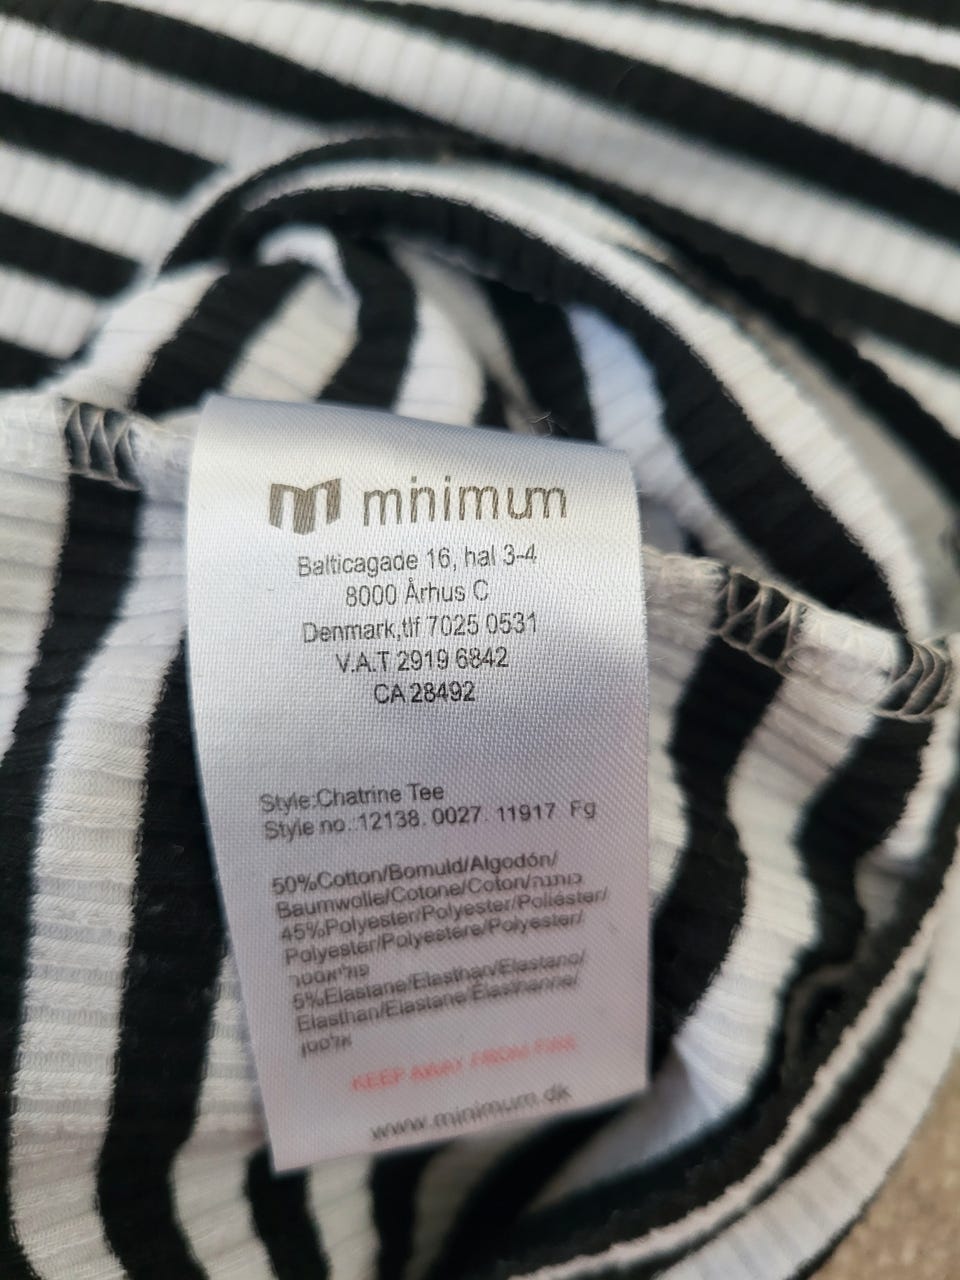 minimum
Balticagade 16, hal 3-4
8000 Århus C
Denmark,tlf 7025 0531
V.A.T 2919 6842
CA 28492
Style:Chatrine Tee
Style no.:12138. 0027. 11917 Fg
50%Cotton/Bomuld/Algodón/
Baumwolle/Cotone/Coton/כותנה
45%Polyester/Polyester/Poliéster/
Polyester/Polyestere/Polyester/
פוליאסטר
5%Elastane/Elasthan/Elastano/
Elasthan/Elastane/Élasthanne/
אלסטן
KEEP AWAY FROM FIRE
www.minimum.dk